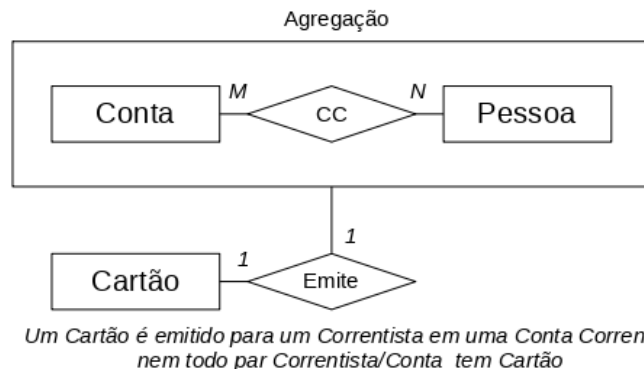 Agregação
Conta M CC N Pessoa
1
Cartão 1 Emite
Um Cartão é emitido para um Correntista em uma Conta
nem todo par Correntista/Conta tem Cartão